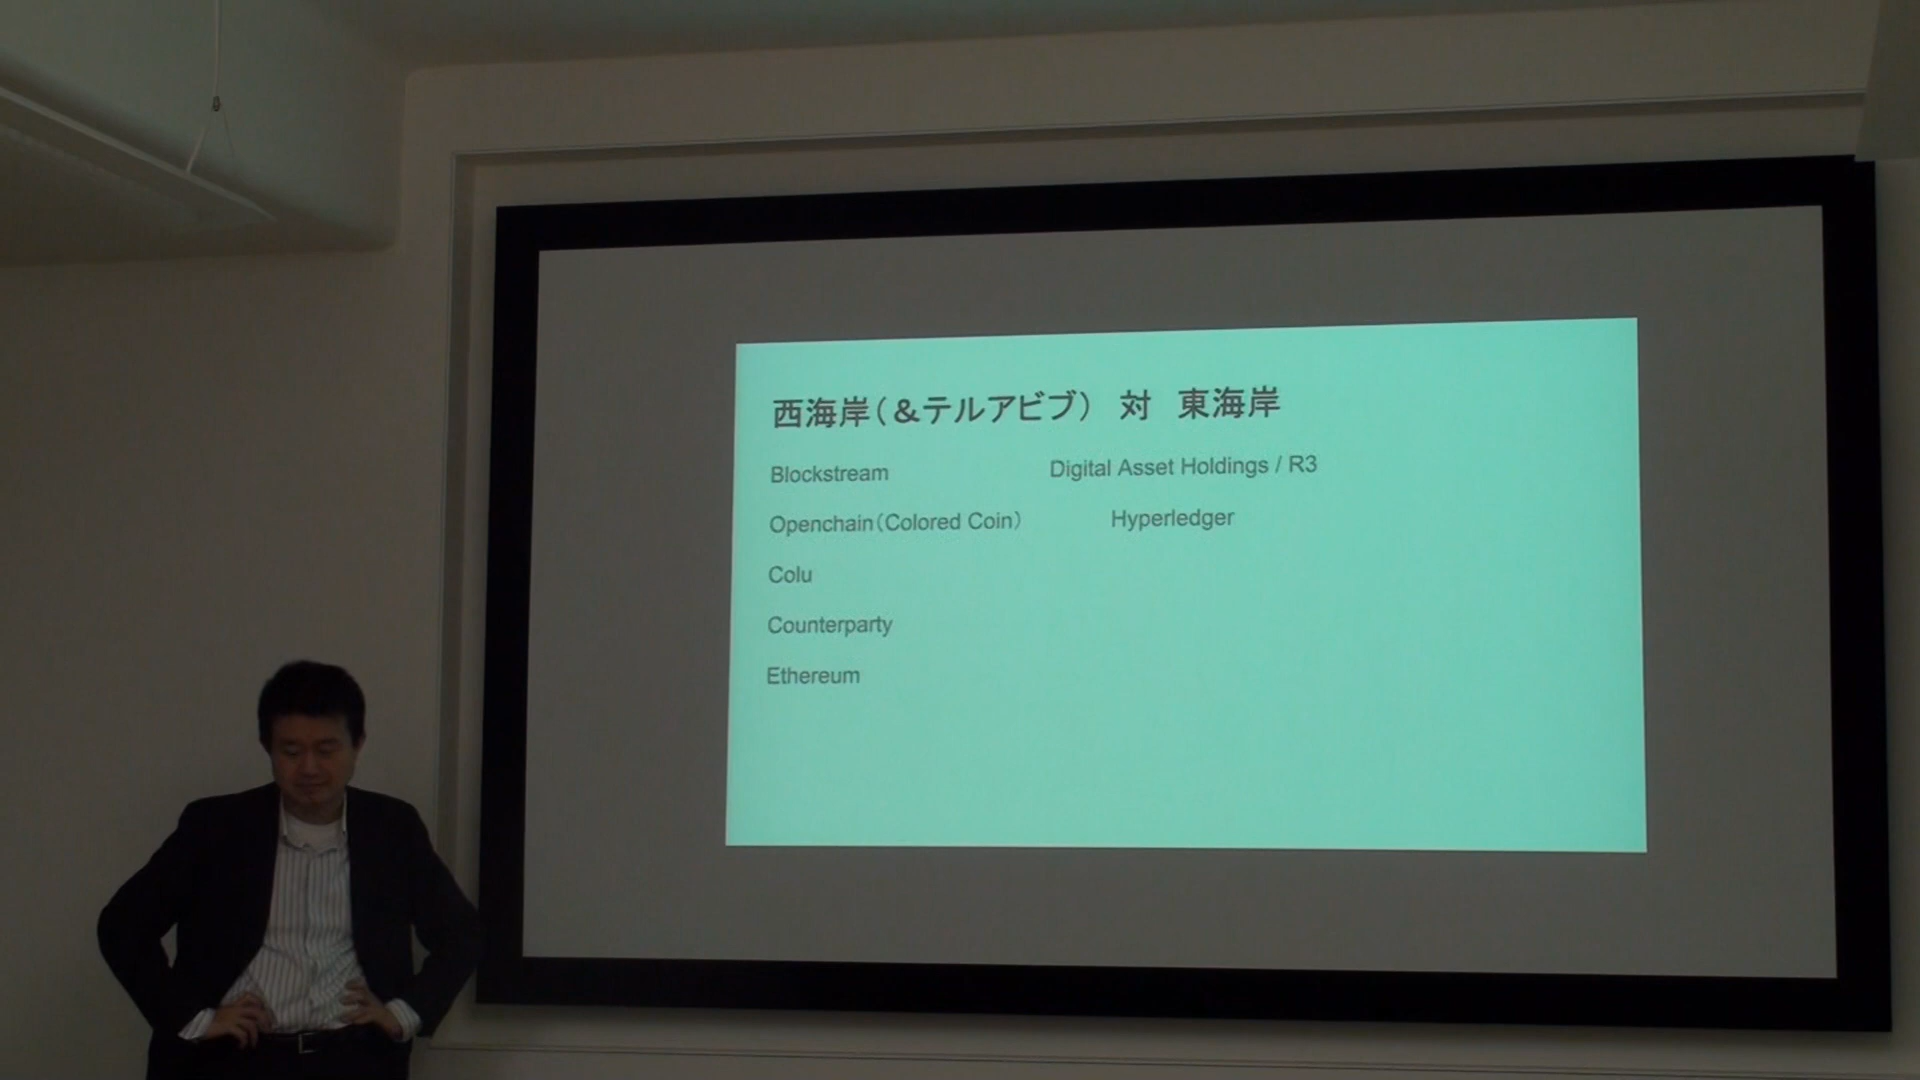 西海岸（＆テルアビブ）　対　東海岸
Blockstream　Digital Asset Holdings / R3
Openchain（Colored Coin）　Hyperledger
Colu
Counterparty
Ethereum